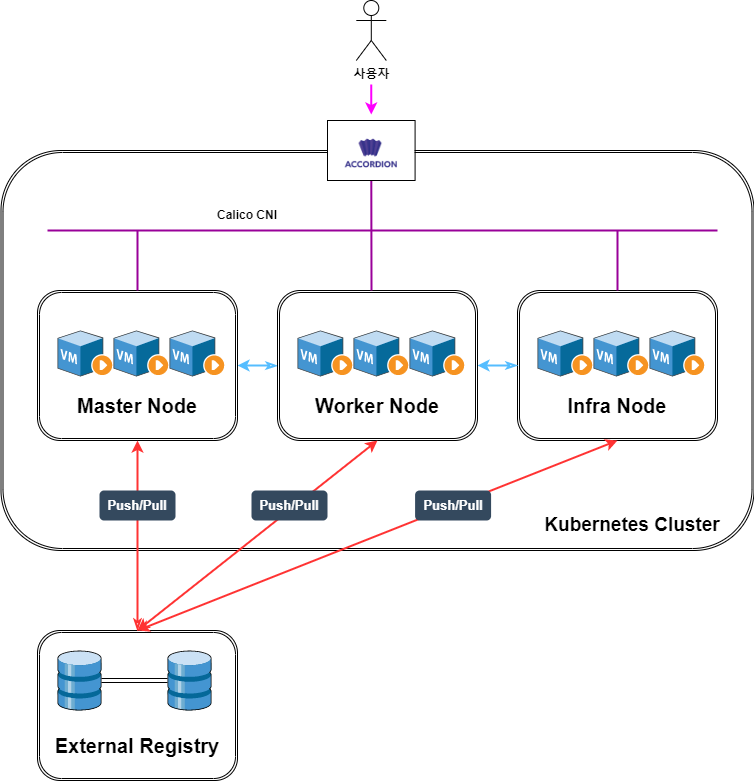 사용자
ACCORDION
Calico CNI
VM VM VM
VM VM VM
VM VM VM
Master Node
Worker Node
Infra Node
Push/Pull
Push/Pull
Push/Pull
Kubernetes Cluster
External Registry